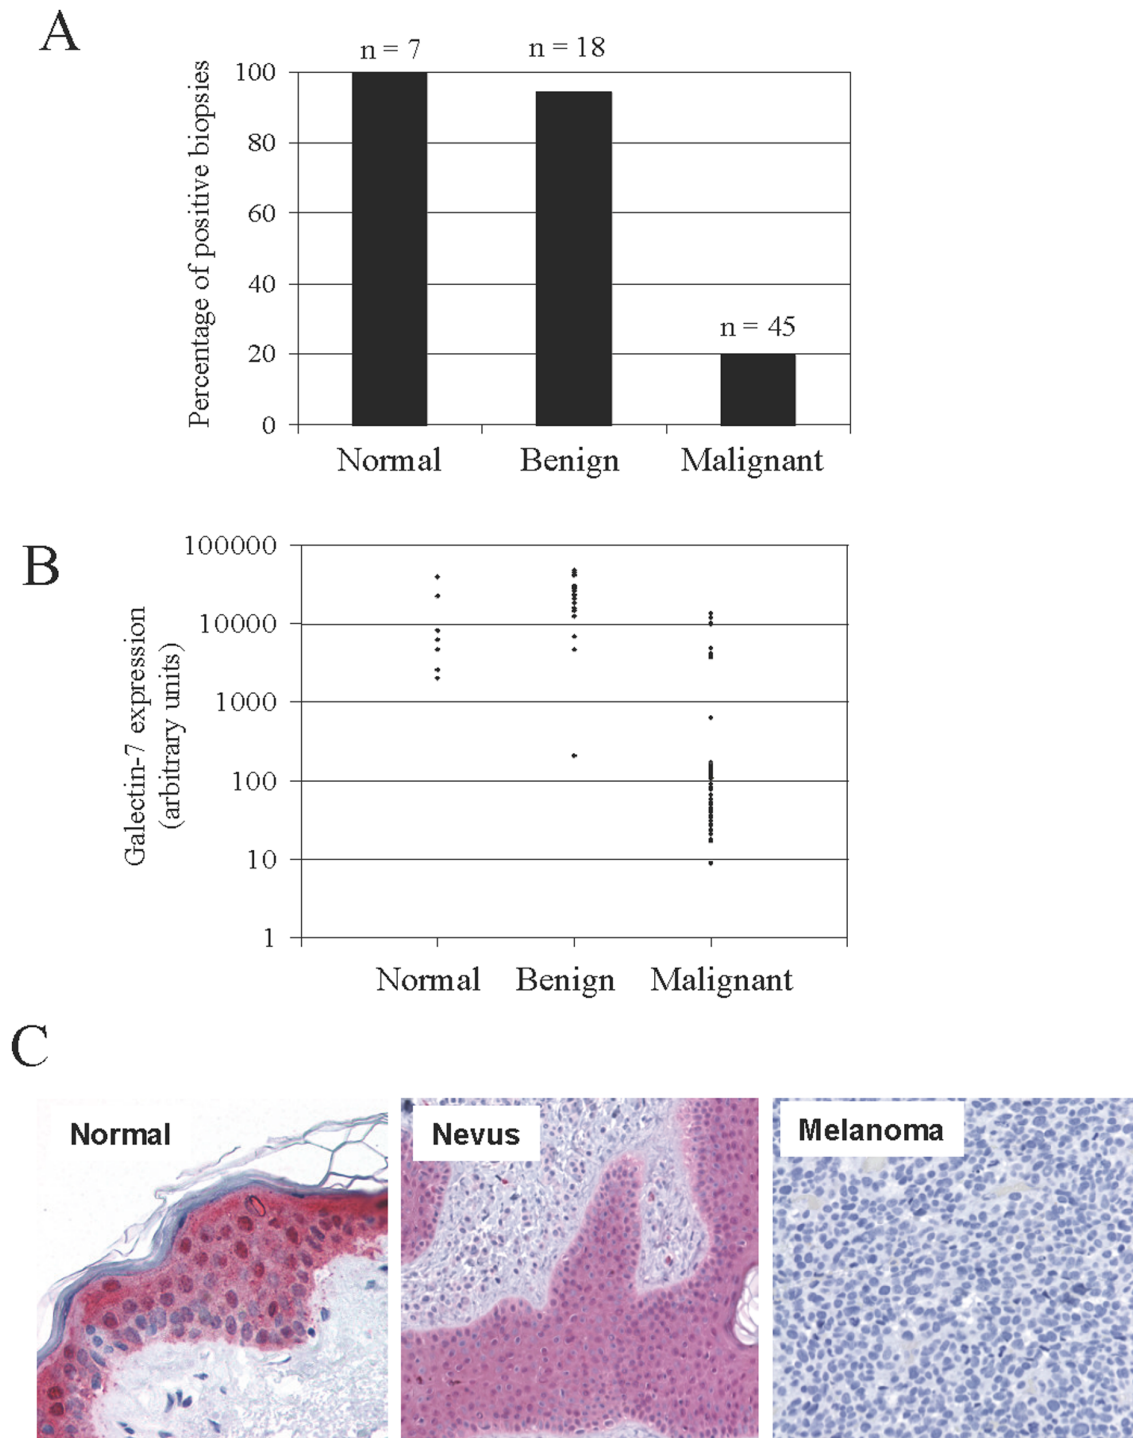 A
n = 7
n = 18
n = 45
Percentage of positive biopsies
100
80
60
40
20
0
Normal Benign Malignant
B
Galectin-7 expression
(arbitrary units)
100000
10000
1000
100
10
1
Normal Benign Malignant
C
Normal
Nevus
Melanoma